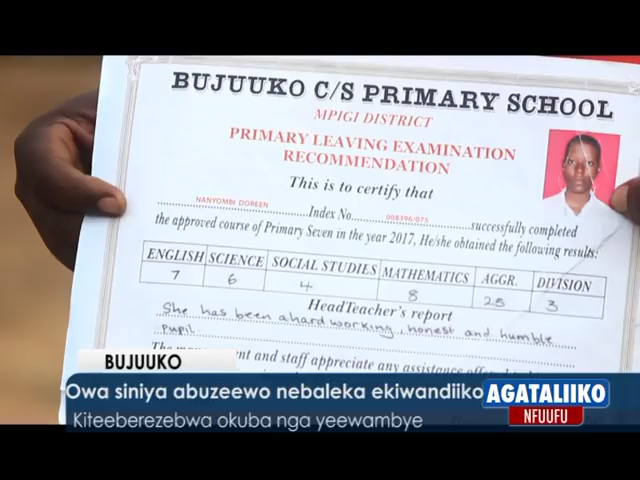 BUJUUKO C/S PRIMARY SCHOOL
MPIGI DISTRICT
PRIMARY LEAVING EXAMINATION
RECOMMENDATION
This is to certify that
NANYOMBI DOREEN Index No. 008396/075 successfully completed
the approved course of Primary Seven in the year 2017, He/she obtained the following results:
ENGLISH SCIENCE SOCIAL STUDIES MATHEMATICS AGGR. DIVISION
7 6 4 8 25 3
HeadTeacher's report
She has been a hard working, honest and humble
pupil.
and staff appreciate any assistance
BUJUUKO
Owa siniya abuzeewo nebaleka ekiwandiiko
Kiteeberezebwa okuba nga yeewambye
AGATALIIKO
NFUUFU